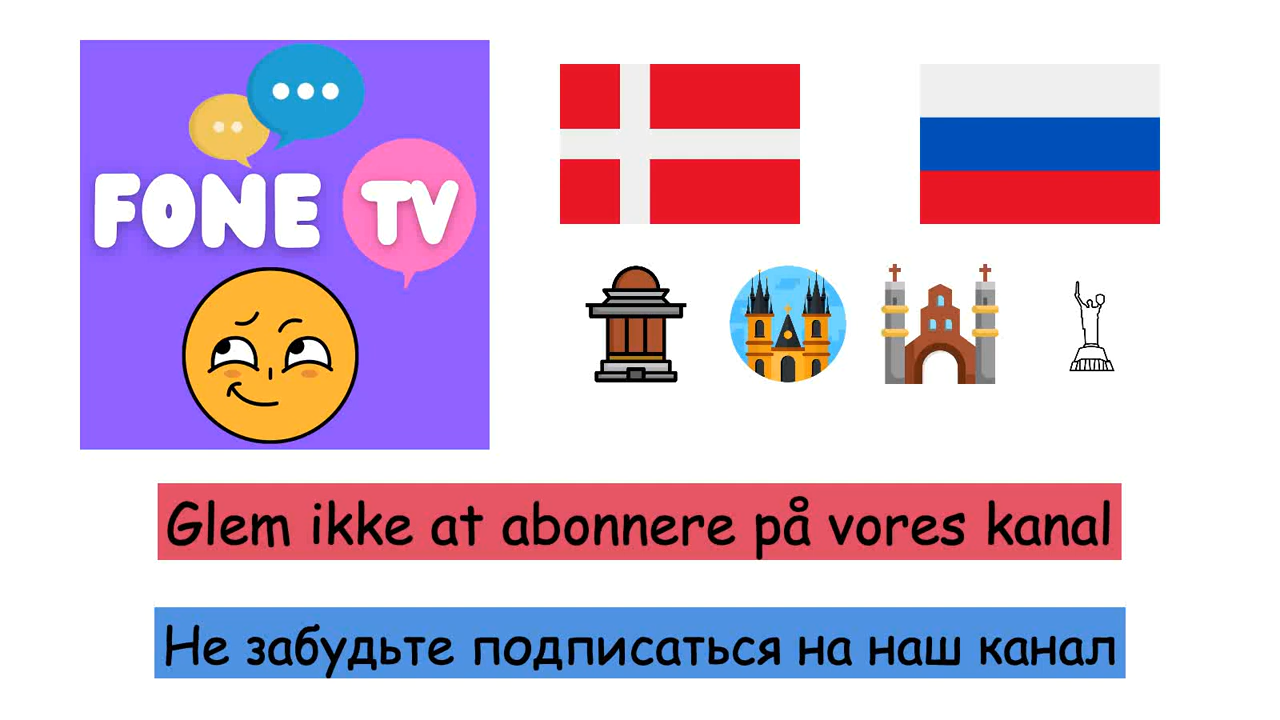 FONE TV
Glem ikke at abonnere på vores kanal
Не забудьте подписаться на наш канал